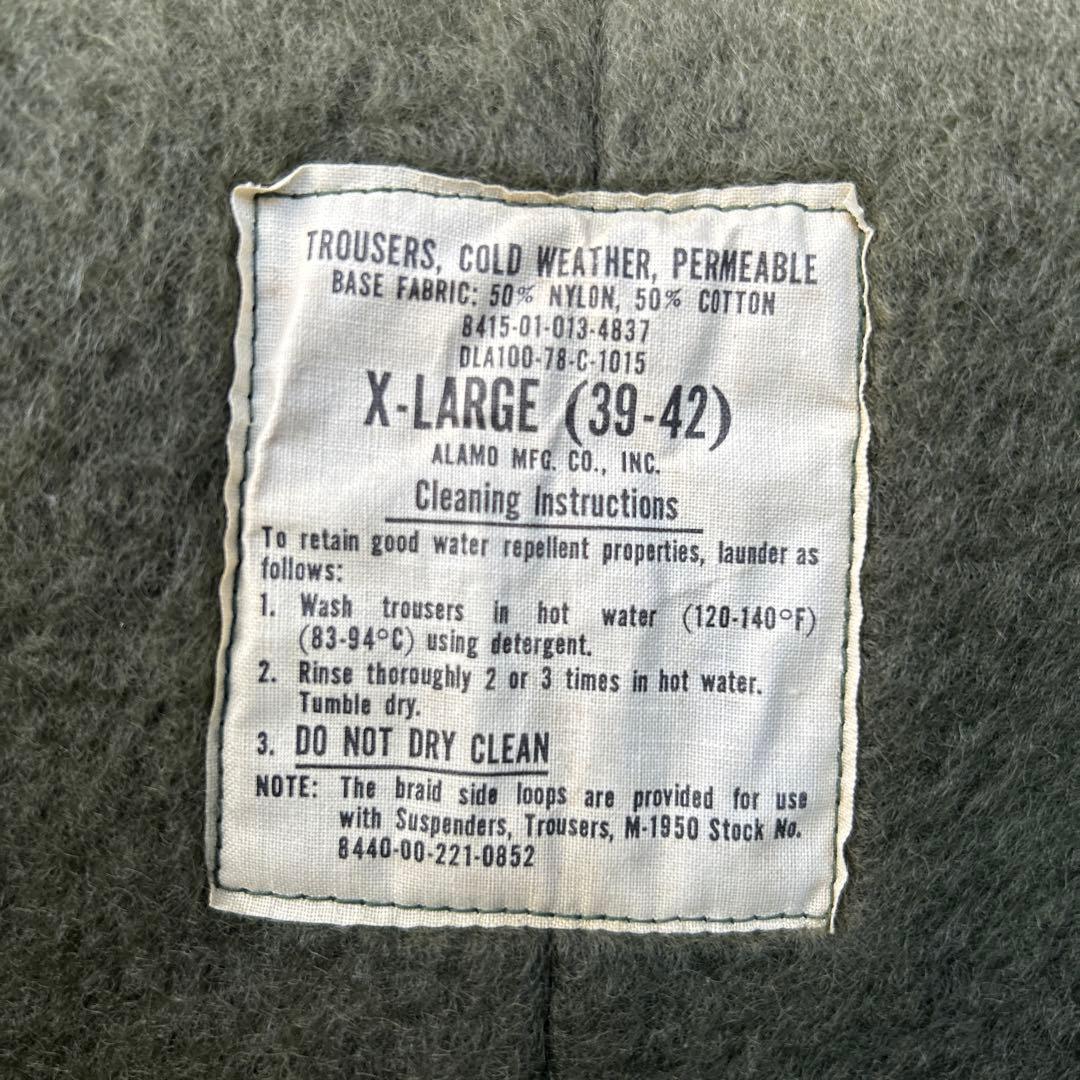 TROUSERS, COLD WEATHER, PERMEABLE
BASE FABRIC: 50% NYLON, 50% COTTON
8415-01-013-4837
DLA100-78-C-1015
X-LARGE (39-42)
ALAMO MFG. CO., INC.
Cleaning Instructions
To retain good water repellent properties, launder as
follows:
1. Wash trousers in hot water (120-140°F)
(83-94°C) using detergent.
2. Rinse thoroughly 2 or 3 times in hot water.
Tumble dry.
3. DO NOT DRY CLEAN
NOTE: The braid side loops are provided for use
with Suspenders, Trousers, M-1950 Stock No.
8440-00-221-0852